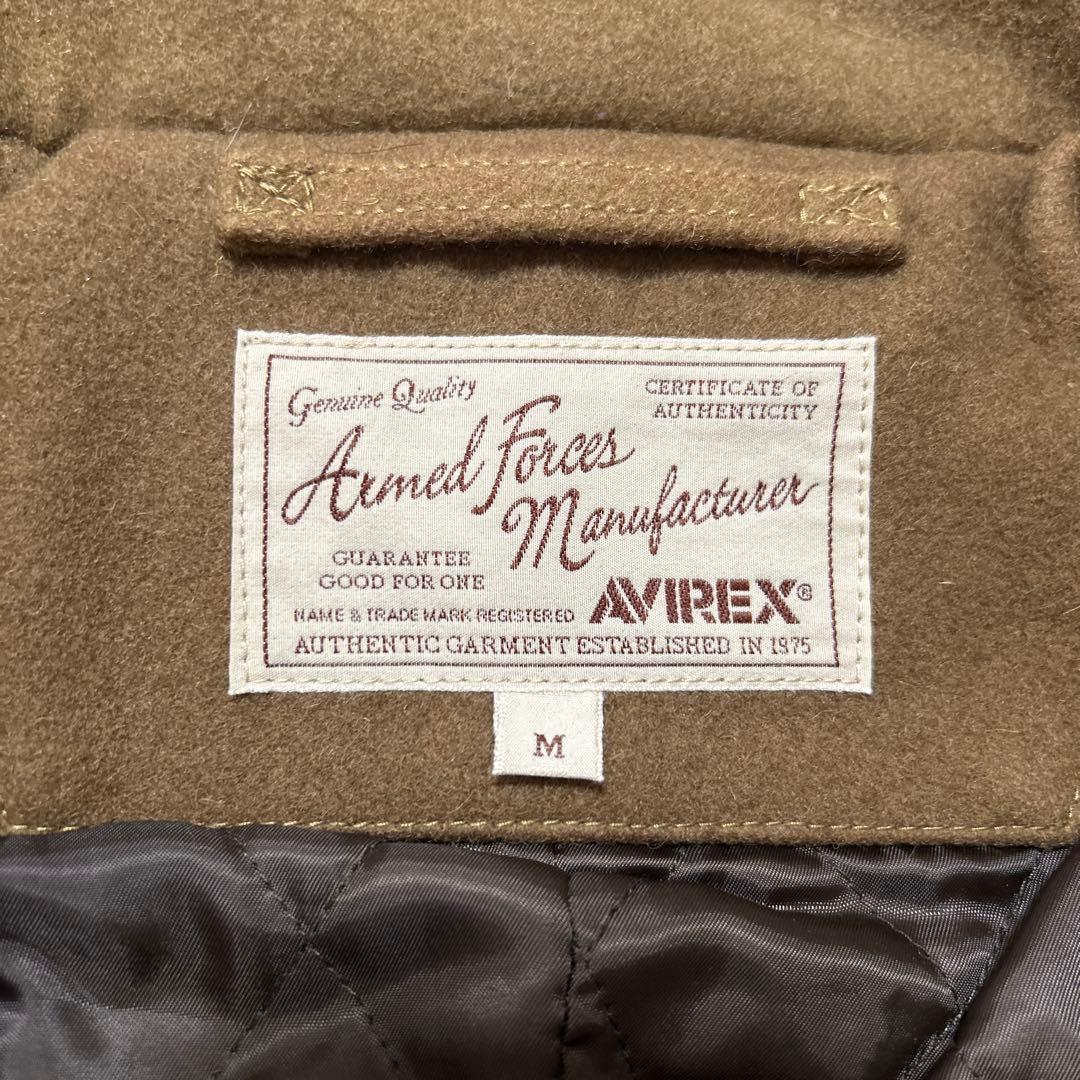 Genuine Quality
CERTIFICATE OF
AUTHENTICITY
Armed Forces
Manufacturer
GUARANTEE
GOOD FOR ONE
NAME & TRADE MARK REGISTERED
AVIREX®
AUTHENTIC GARMENT ESTABLISHED IN 1975
M